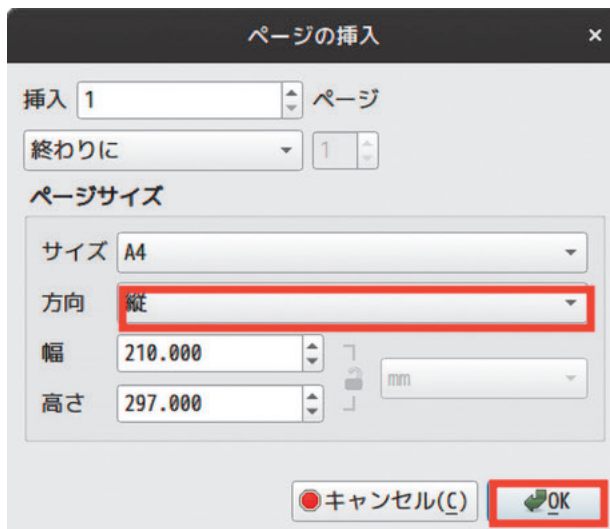 ページの挿入 ×
挿入 1 ページ
終わりに 1
ページサイズ
サイズ A4
方向 縦
幅 210.000
mm
高さ 297.000
キャンセル(C) OK